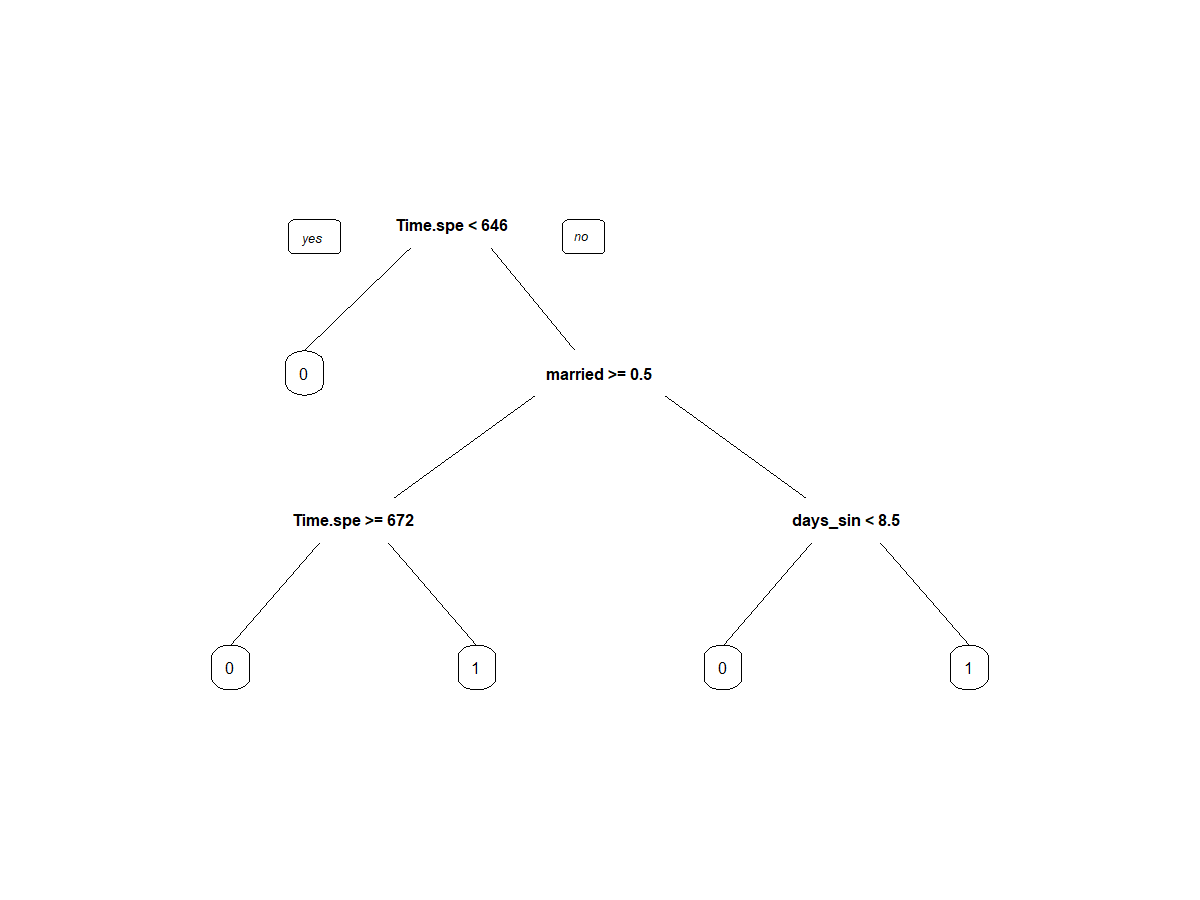 yes
Time.spe < 646
no
0
married >= 0.5
Time.spe >= 672
days_sin < 8.5
0
1
0
1